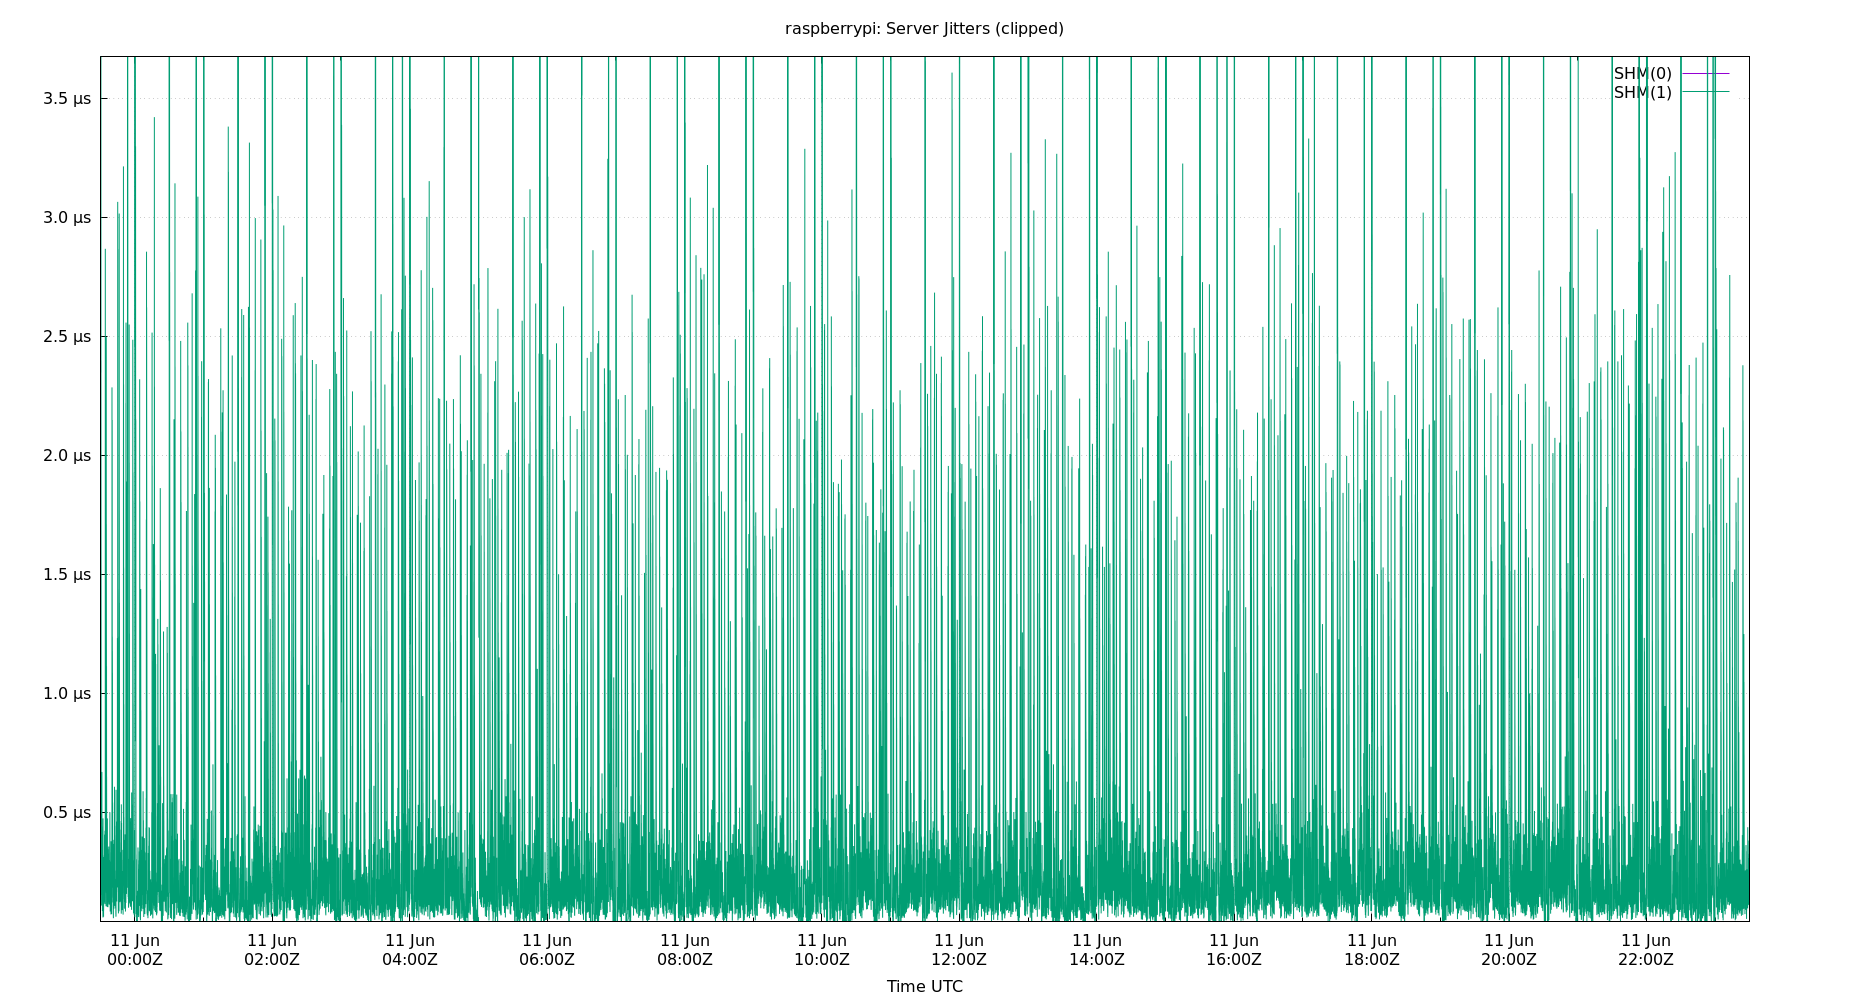 raspberrypi: Server Jitters (clipped)
SHM(0)
SHM(1)
3.5 µs
3.0 µs
2.5 µs
2.0 µs
1.5 µs
1.0 µs
0.5 µs
11 Jun 11 Jun 11 Jun 11 Jun 11 Jun 11 Jun 11 Jun 11 Jun 11 Jun 11 Jun 11 Jun 11 Jun
00:00Z 02:00Z 04:00Z 06:00Z 08:00Z 10:00Z 12:00Z 14:00Z 16:00Z 18:00Z 20:00Z 22:00Z
Time UTC